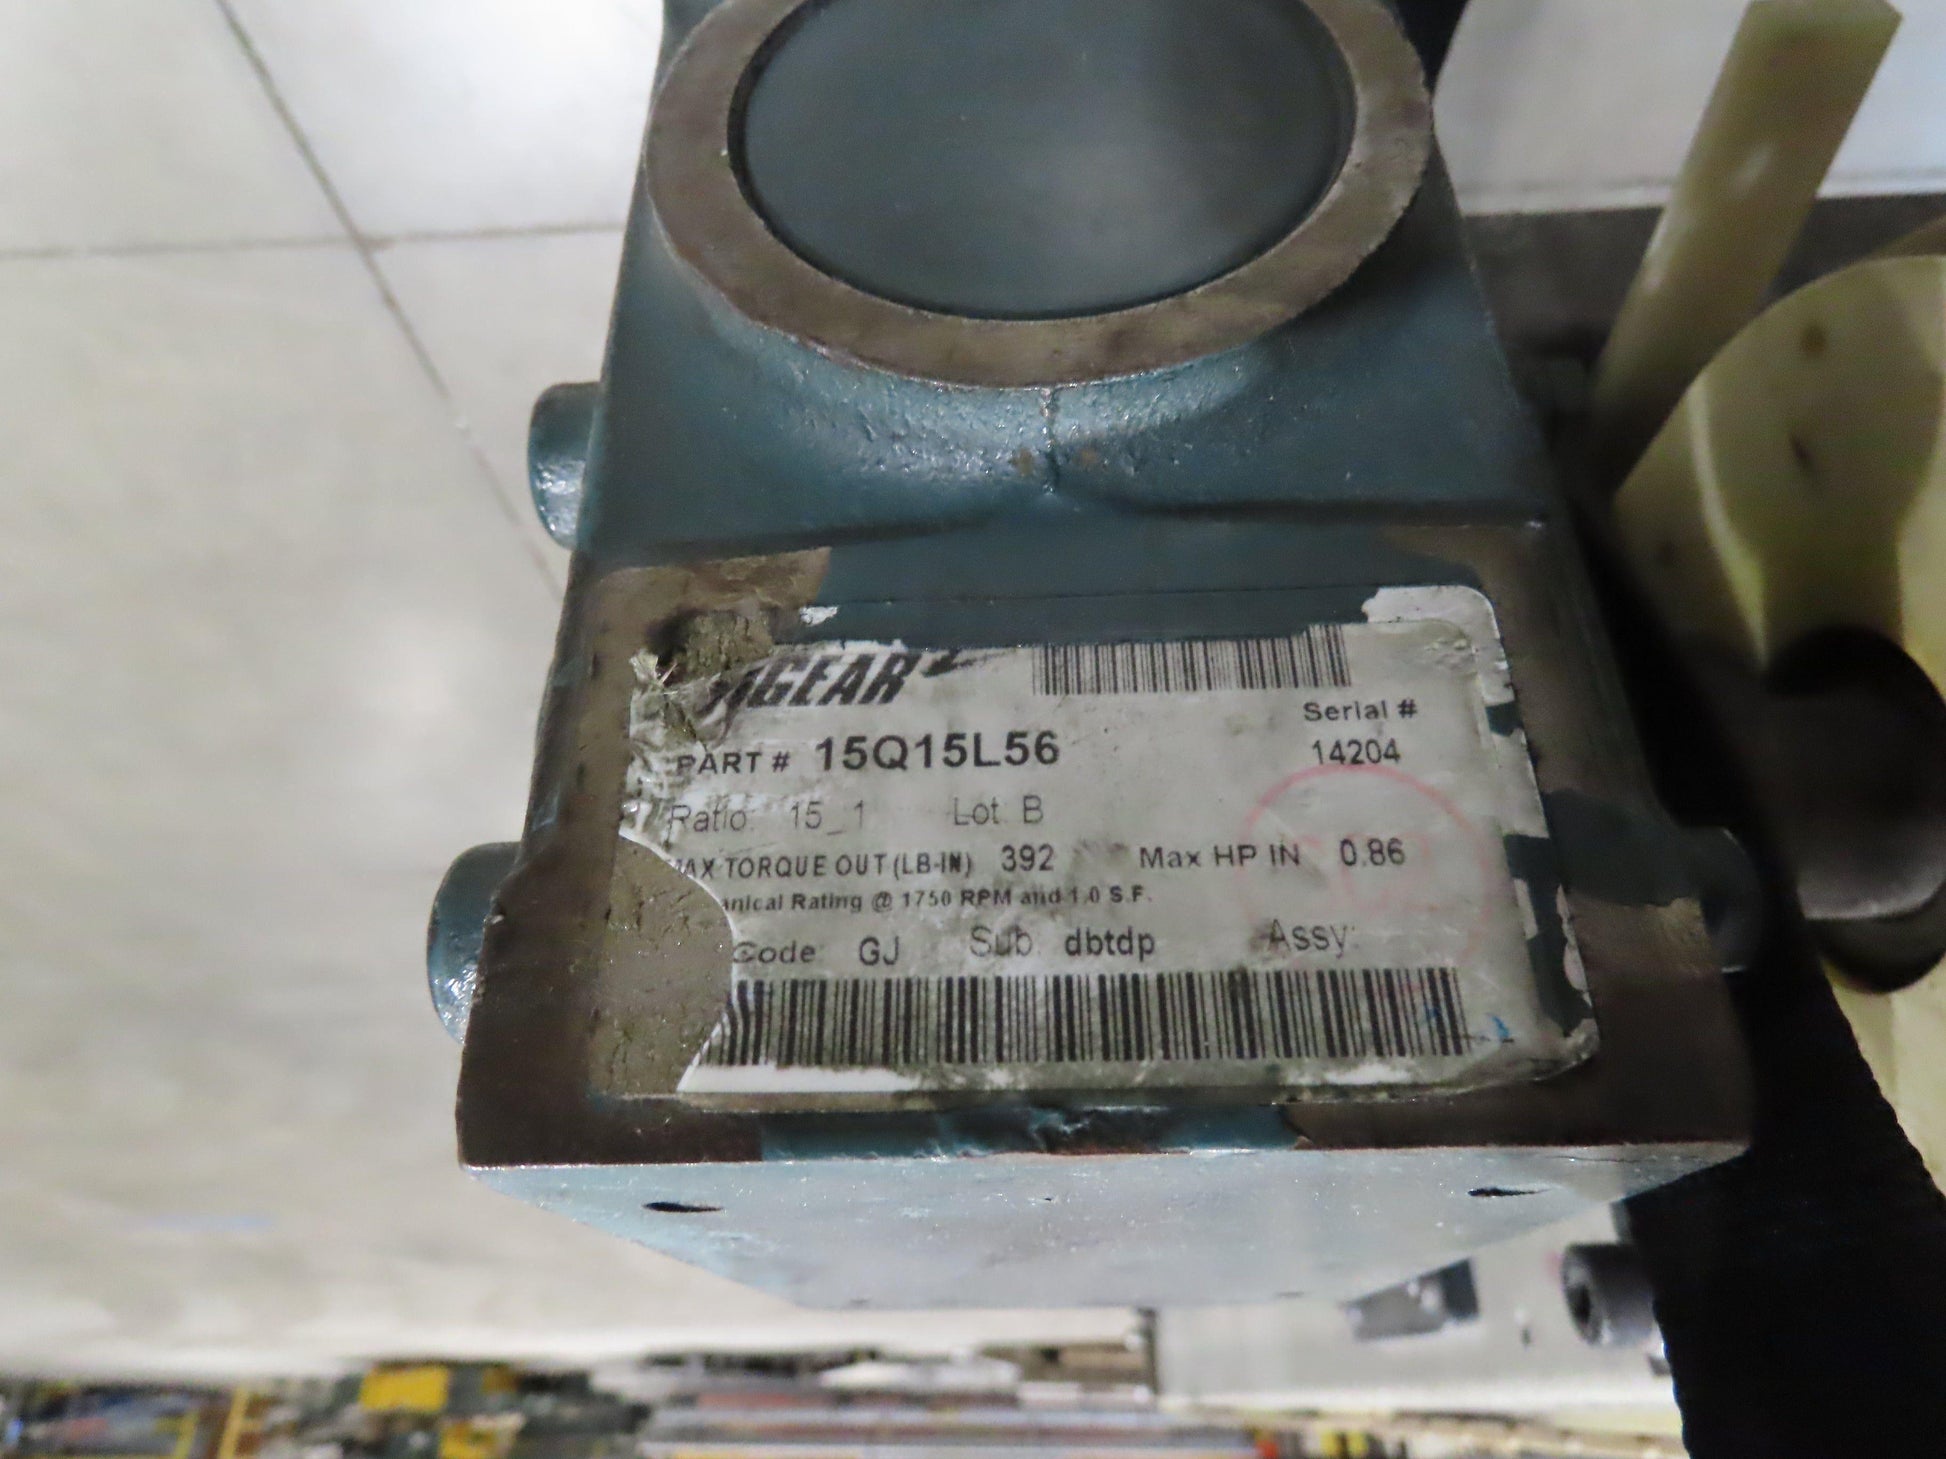 GEAR
Serial #
PART # 15Q15L56 14204
Ratio: 15_1 Lot B
MAX TORQUE OUT (LB-IN) 392 Max HP IN 0.86
anical Rating @ 1750 RPM and 1.0 S.F.
Code: GJ Sub: dbtdp Assy: